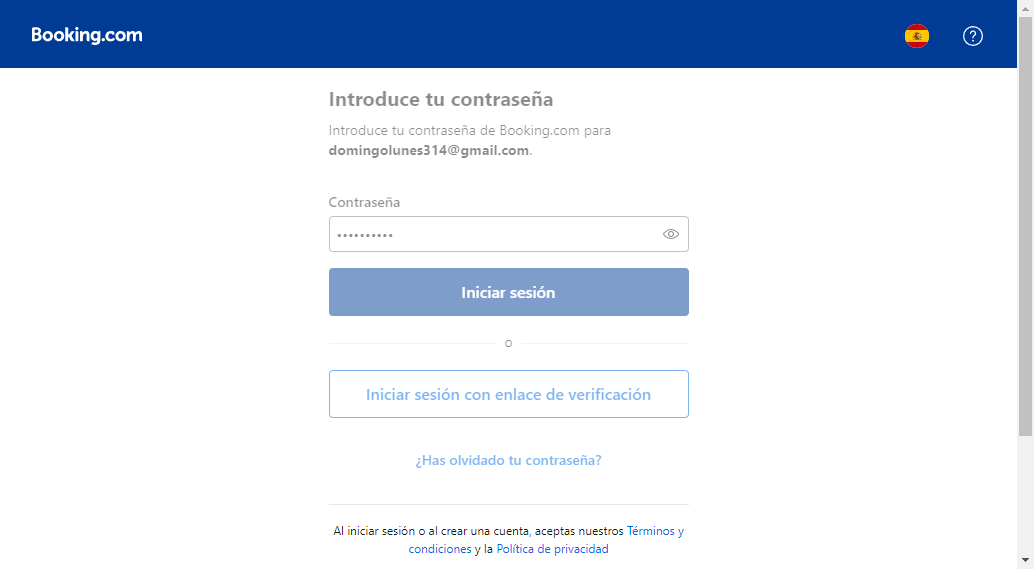 Booking.com
Introduce tu contraseña
Introduce tu contraseña de Booking.com para
domingolunes314@gmail.com.
Contraseña
••••••••••
Iniciar sesión
o
Iniciar sesión con enlace de verificación
¿Has olvidado tu contraseña?
Al iniciar sesión o al crear una cuenta, aceptas nuestros Términos y
condiciones y la Política de privacidad